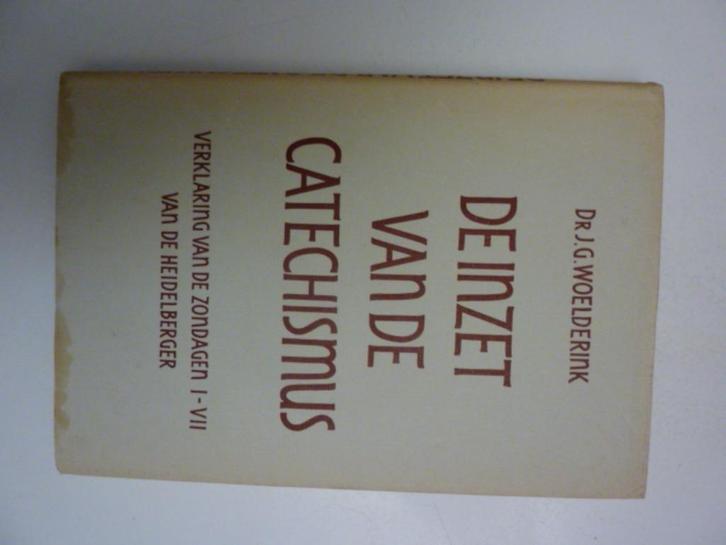 DR J. G. WOELDERINK
DE INZET
VAN DE
CATECHISMUS
VERKLARING VAN DE ZONDAGEN I - VII
VAN DE HEIDELBERGER